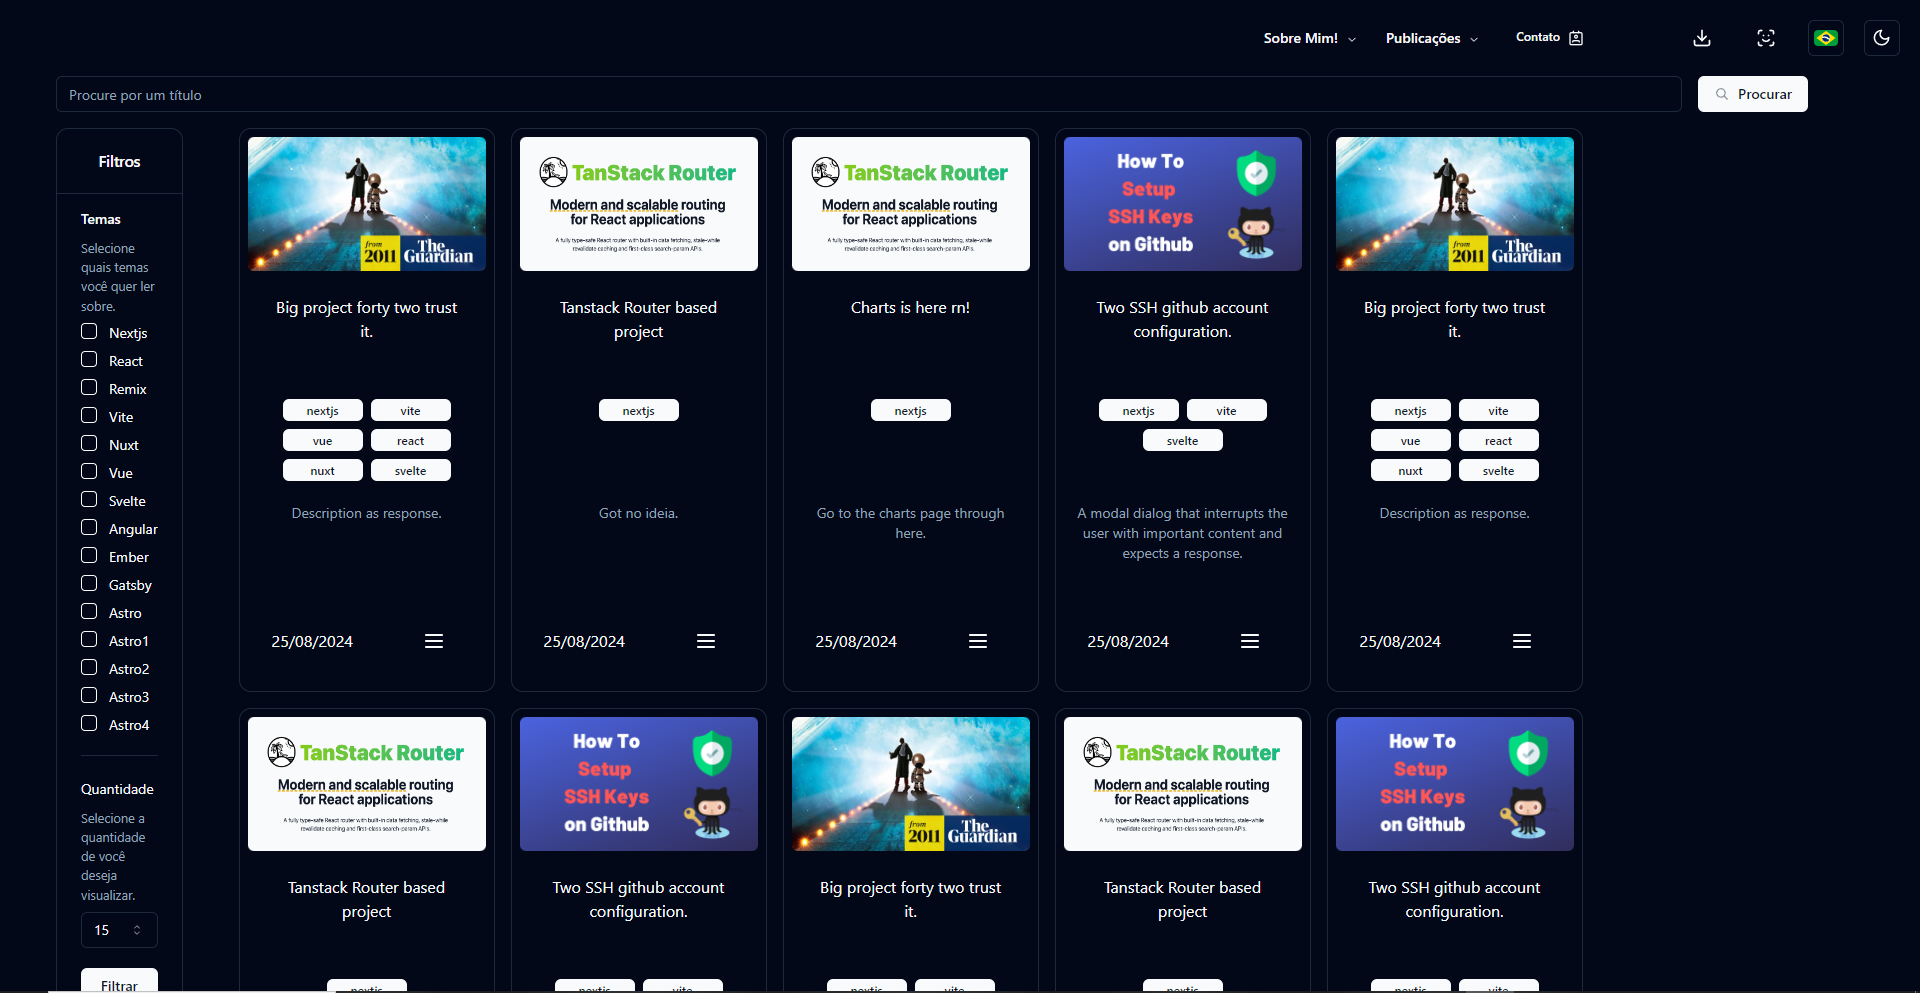 Sobre Mim!
Publicações
Contato
Procure por um título
Procurar
Filtros
Temas
Selecione
quais temas
você quer ler
sobre.
Nextjs
React
Remix
Vite
Nuxt
Vue
Svelte
Angular
Ember
Gatsby
Astro
Astro1
Astro2
Astro3
Astro4
Quantidade
Selecione a
quantidade
de você
deseja
visualizar.
15
Filtrar
from
2011
The
Guardian
Big project forty two trust
it.
nextjs
vite
vue
react
nuxt
svelte
Description as response.
25/08/2024
TanStack Router
Modern and scalable routing
for React applications
A fully type-safe React router with built-in data fetching, stale-while
revalidate caching and first-class search-param APIs.
Tanstack Router based
project
nextjs
Got no ideia.
25/08/2024
TanStack Router
Modern and scalable routing
for React applications
A fully type-safe React router with built-in data fetching, stale-while
revalidate caching and first-class search-param APIs.
Charts is here rn!
nextjs
Go to the charts page through
here.
25/08/2024
How To
Setup
SSH Keys
on Github
Two SSH github account
configuration.
nextjs
vite
svelte
A modal dialog that interrupts the
user with important content and
expects a response.
25/08/2024
from
2011
The
Guardian
Big project forty two trust
it.
nextjs
vite
vue
react
nuxt
svelte
Description as response.
25/08/2024
TanStack Router
Modern and scalable routing
for React applications
A fully type-safe React router with built-in data fetching, stale-while
revalidate caching and first-class search-param APIs.
Tanstack Router based
project
nextjs
How To
Setup
SSH Keys
on Github
Two SSH github account
configuration.
nextjs
vite
from
2011
The
Guardian
Big project forty two trust
it.
nextjs
vite
TanStack Router
Modern and scalable routing
for React applications
A fully type-safe React router with built-in data fetching, stale-while
revalidate caching and first-class search-param APIs.
Tanstack Router based
project
nextjs
How To
Setup
SSH Keys
on Github
Two SSH github account
configuration.
nextjs
vite